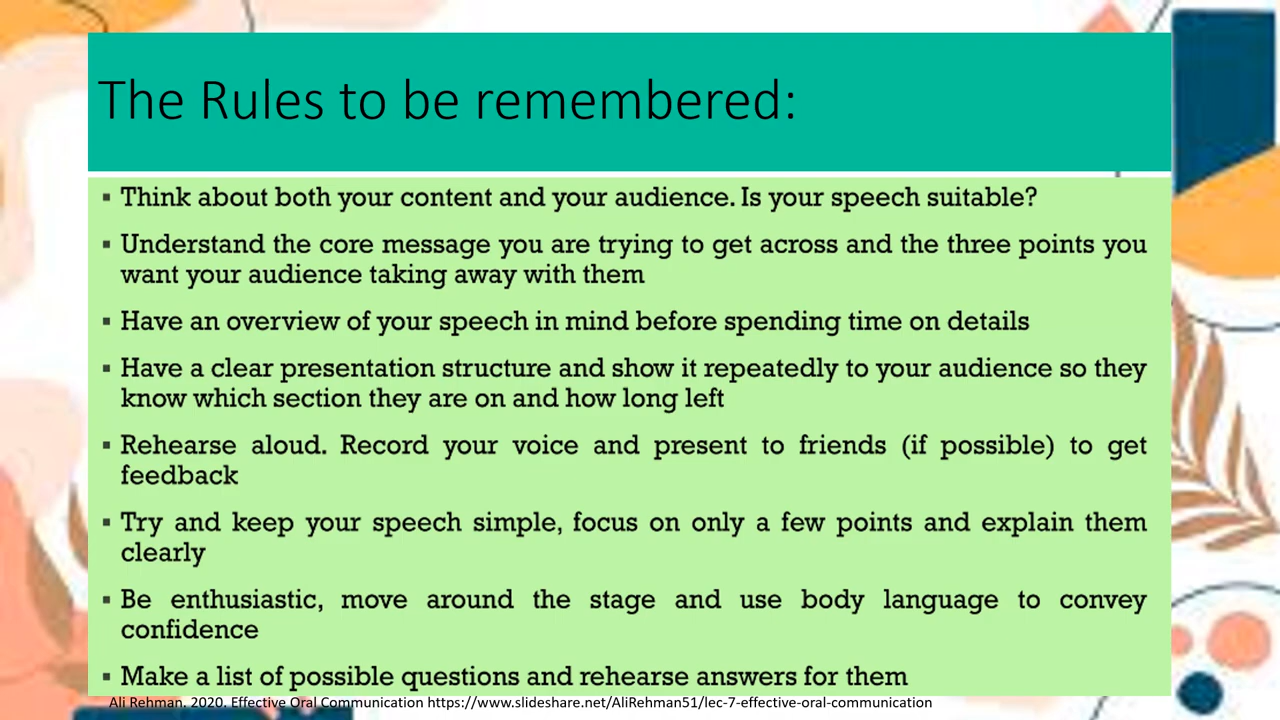 The Rules to be remembered:
▪ Think about both your content and your audience. Is your speech suitable?
▪ Understand the core message you are trying to get across and the three points you
want your audience taking away with them
▪ Have an overview of your speech in mind before spending time on details
▪ Have a clear presentation structure and show it repeatedly to your audience so they
know which section they are on and how long left
▪ Rehearse aloud. Record your voice and present to friends (if possible) to get
feedback
▪ Try and keep your speech simple, focus on only a few points and explain them
clearly
▪ Be enthusiastic, move around the stage and use body language to convey
confidence
▪ Make a list of possible questions and rehearse answers for them
Ali Rehman. 2020. Effective Oral Communication https://www.slideshare.net/AliRehman51/lec-7-effective-oral-communication